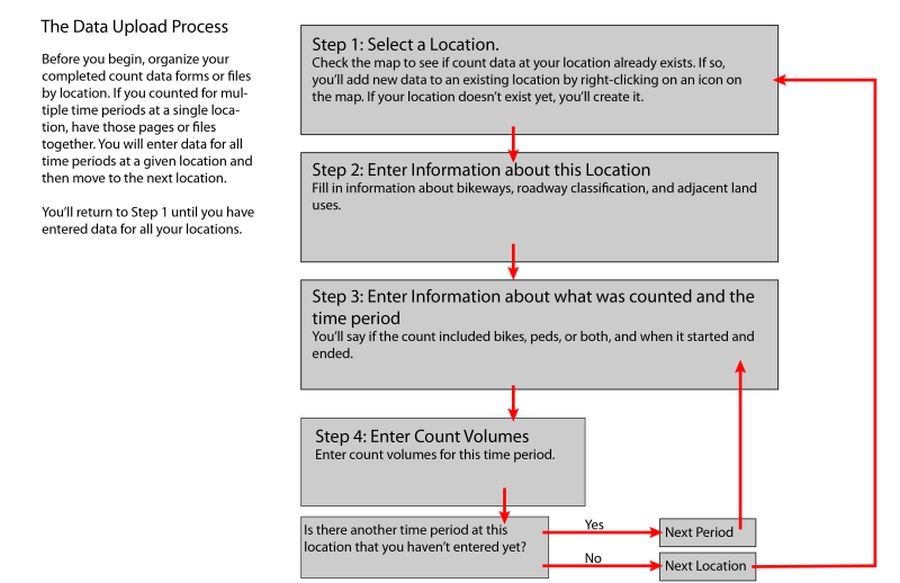 The Data Upload Process
Before you begin, organize your
completed count data forms or files
by location. If you counted for mul-
tiple time periods at a single loca-
tion, have those pages or files
together. You will enter data for all
time periods at a given location and
then move to the next location.
You'll return to Step 1 until you have
entered data for all your locations.
Step 1: Select a Location.
Check the map to see if count data at your location already exists. If so,
you'll add new data to an existing location by right-clicking on an icon on
the map. If your location doesn't exist yet, you'll create it.
Step 2: Enter Information about this Location
Fill in information about bikeways, roadway classification, and adjacent land
uses.
Step 3: Enter Information about what was counted and the
time period
You'll say if the count included bikes, peds, or both, and when it started and
ended.
Step 4: Enter Count Volumes
Enter count volumes for this time period.
Is there another time period at this
location that you haven't entered yet?
Yes
Next Period
No
Next Location